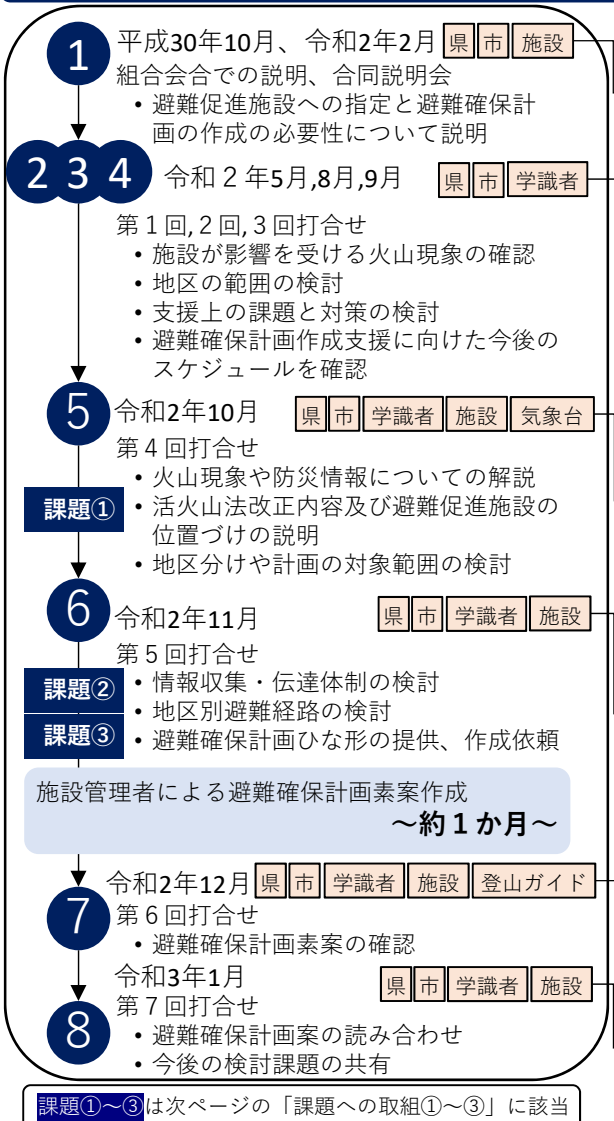 1
平成30年10月、令和2年2月 県 市 施設
組合会合での説明、合同説明会
• 避難促進施設への指定と避難確保計
画の作成の必要性について説明
2 3 4 令和２年5月,8月,9月 県 市 学識者
第１回,２回,３回打合せ
• 施設が影響を受ける火山現象の確認
• 地区の範囲の検討
• 支援上の課題と対策の検討
• 避難確保計画作成支援に向けた今後の
スケジュールを確認
5 令和2年10月 県 市 学識者 施設 気象台
第４回打合せ
• 火山現象や防災情報についての解説
課題① • 活火山法改正内容及び避難促進施設の
位置づけの説明
• 地区分けや計画の対象範囲の検討
6 令和2年11月 県 市 学識者 施設
第５回打合せ
課題② • 情報収集・伝達体制の検討
• 地区別避難経路の検討
課題③ • 避難確保計画ひな形の提供、作成依頼
施設管理者による避難確保計画素案作成
～約１か月～
令和2年12月 県 市 学識者 施設 登山ガイド
7 第６回打合せ
• 避難確保計画素案の確認
令和3年1月 県 市 学識者 施設
8 第７回打合せ
• 避難確保計画案の読み合わせ
• 今後の検討課題の共有
課題①～③は次ページの「課題への取組①～③」に該当